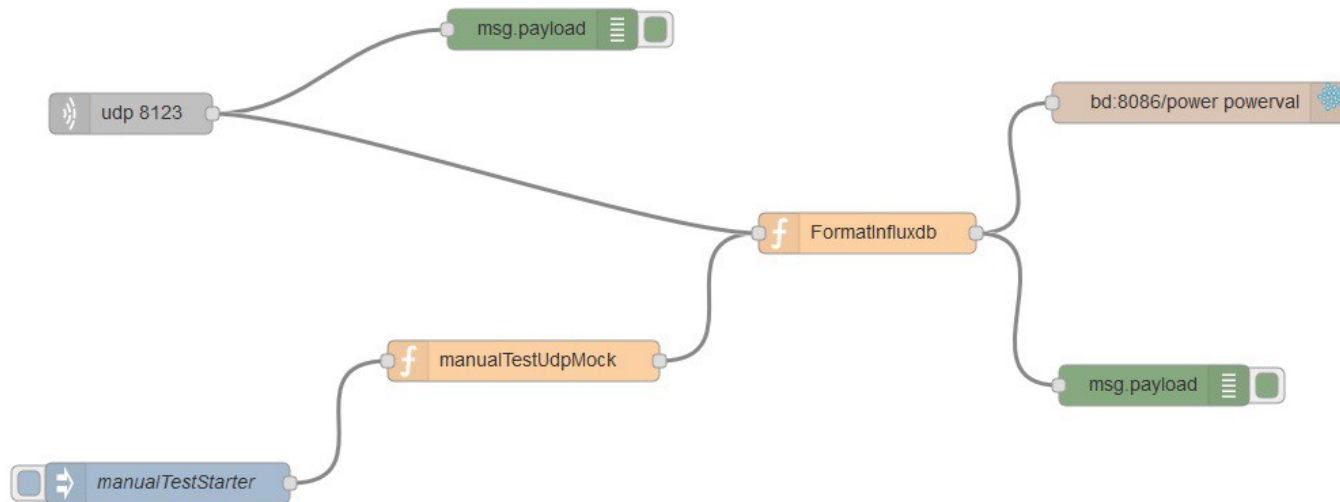 msg.payload
udp 8123
bd:8086/power powerval
FormatInfluxdb
manualTestUdpMock
msg.payload
manualTestStarter